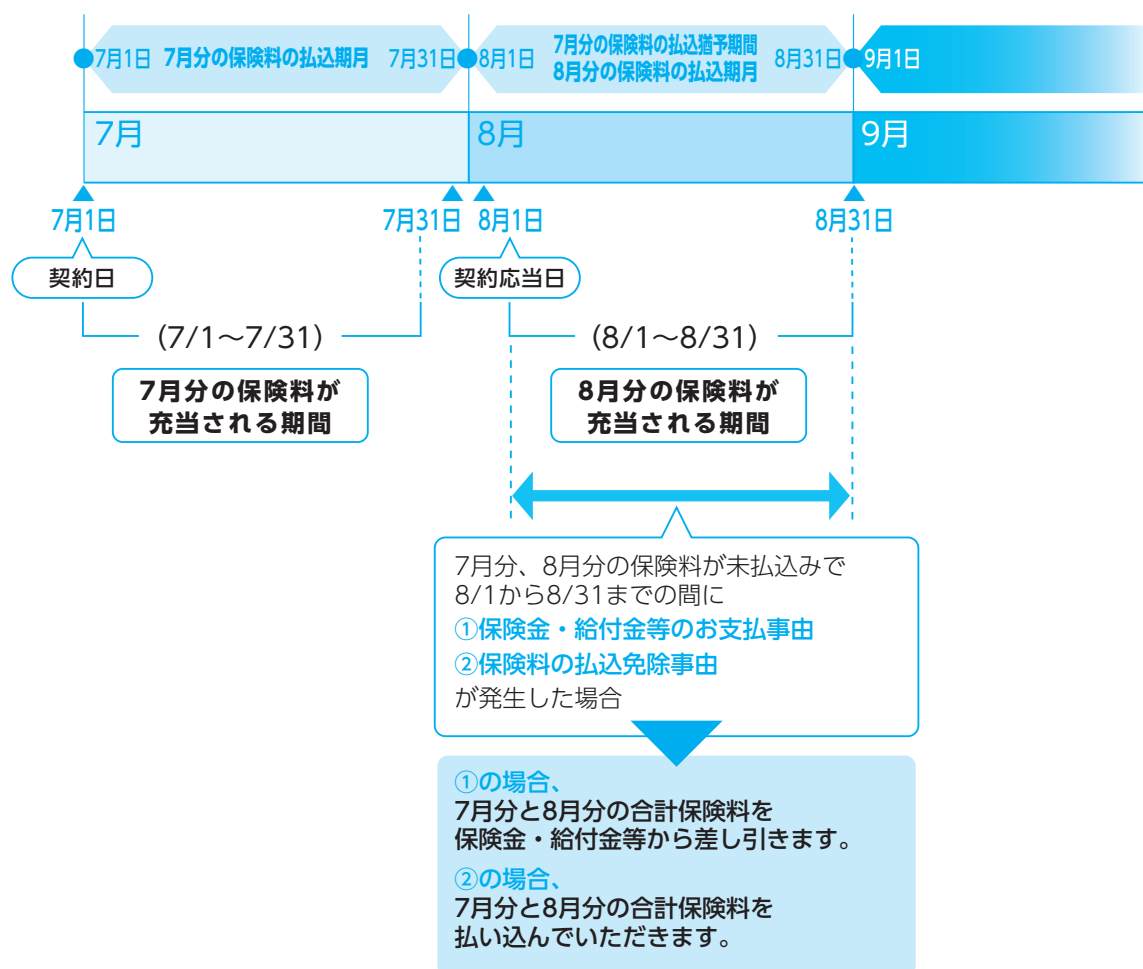 7月1日 7月分の保険料の払込期月 7月31日
8月1日 7月分の保険料の払込猶予期間
8月分の保険料の払込期月 8月31日
9月1日
7月
8月
9月
7月1日
7月31日
8月1日
8月31日
契約日
契約応当日
(7/1〜7/31)
(8/1〜8/31)
7月分の保険料が
充当される期間
8月分の保険料が
充当される期間
7月分、8月分の保険料が未払込みで
8/1から8/31までの間に
①保険金・給付金等のお支払事由
②保険料の払込免除事由
が発生した場合
①の場合、
7月分と8月分の合計保険料を
保険金・給付金等から差し引きます。
②の場合、
7月分と8月分の合計保険料を
払い込んでいただきます。